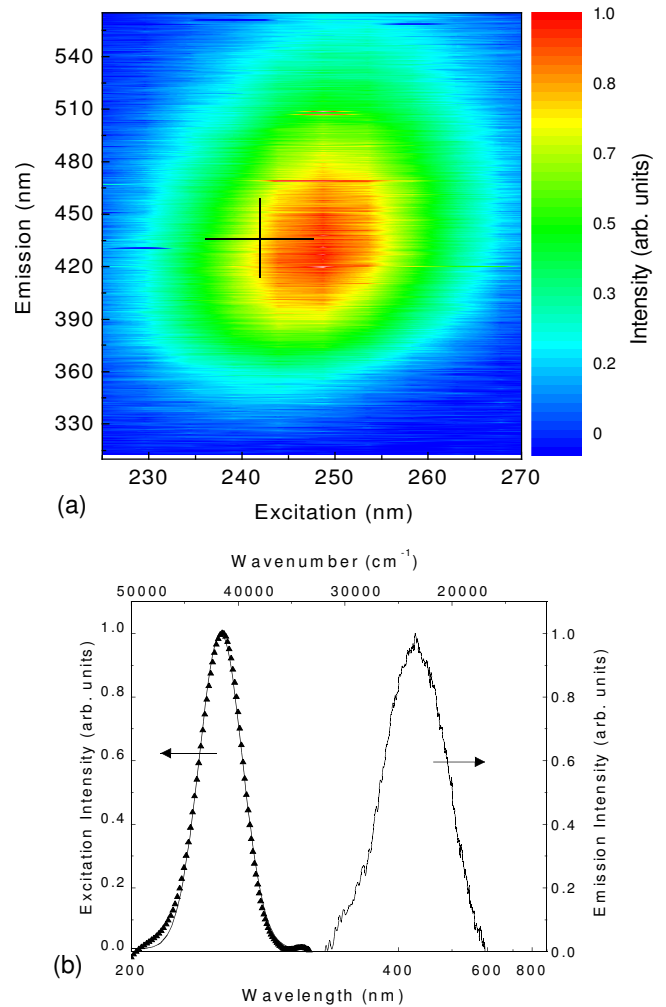 540
510
480
450
420
390
360
330
Emission (nm)
230 240 250 260 270
Excitation (nm)
1.0
0.8
0.7
0.5
0.3
0.2
0
Intensity (arb. units)
(a)
Wavenumber (cm-1)
50000 40000 30000 20000
1.0
0.8
0.6
0.4
0.2
0.0
Excitation Intensity (arb. units)
1.0
0.8
0.6
0.4
0.2
0.0
Emission Intensity (arb. units)
200 400 600 800
Wavelength (nm)
(b)